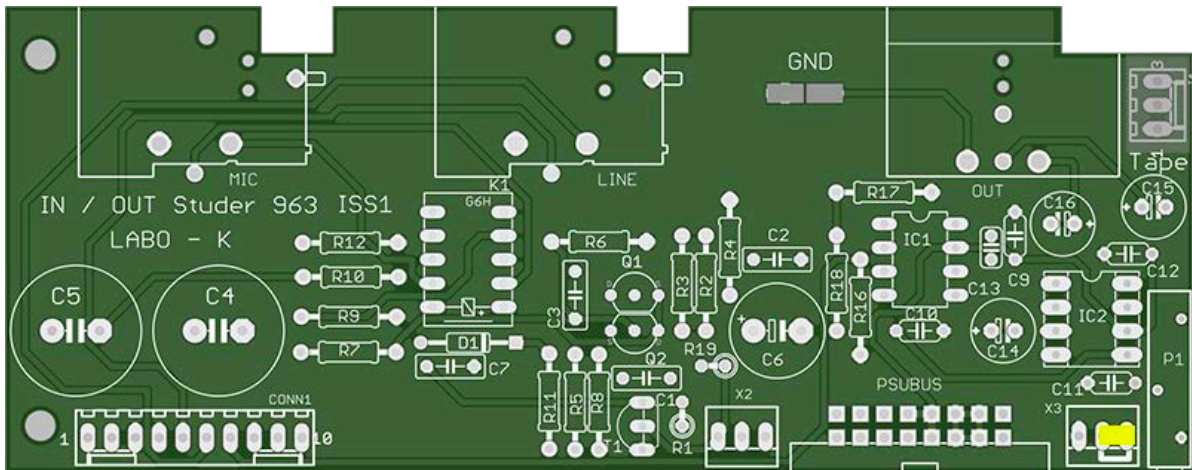 GND
3
1
Tape
MIC
LINE
OUT
K1
G6H
IN / OUT Studer 963 ISS1
LABO - K
R17
C15
C16
IC1
R12
R6
R4
C2
C9
C12
R10
Q1
R3
R2
R18
R16
C13
C5
C4
R9
C3
C10
C14
IC2
R7
D1
C7
Q2
R19
C6
P1
R11
R5
R8
C1
X2
PSUBUS
C11
X3
CONN1
1
10
T1
R1